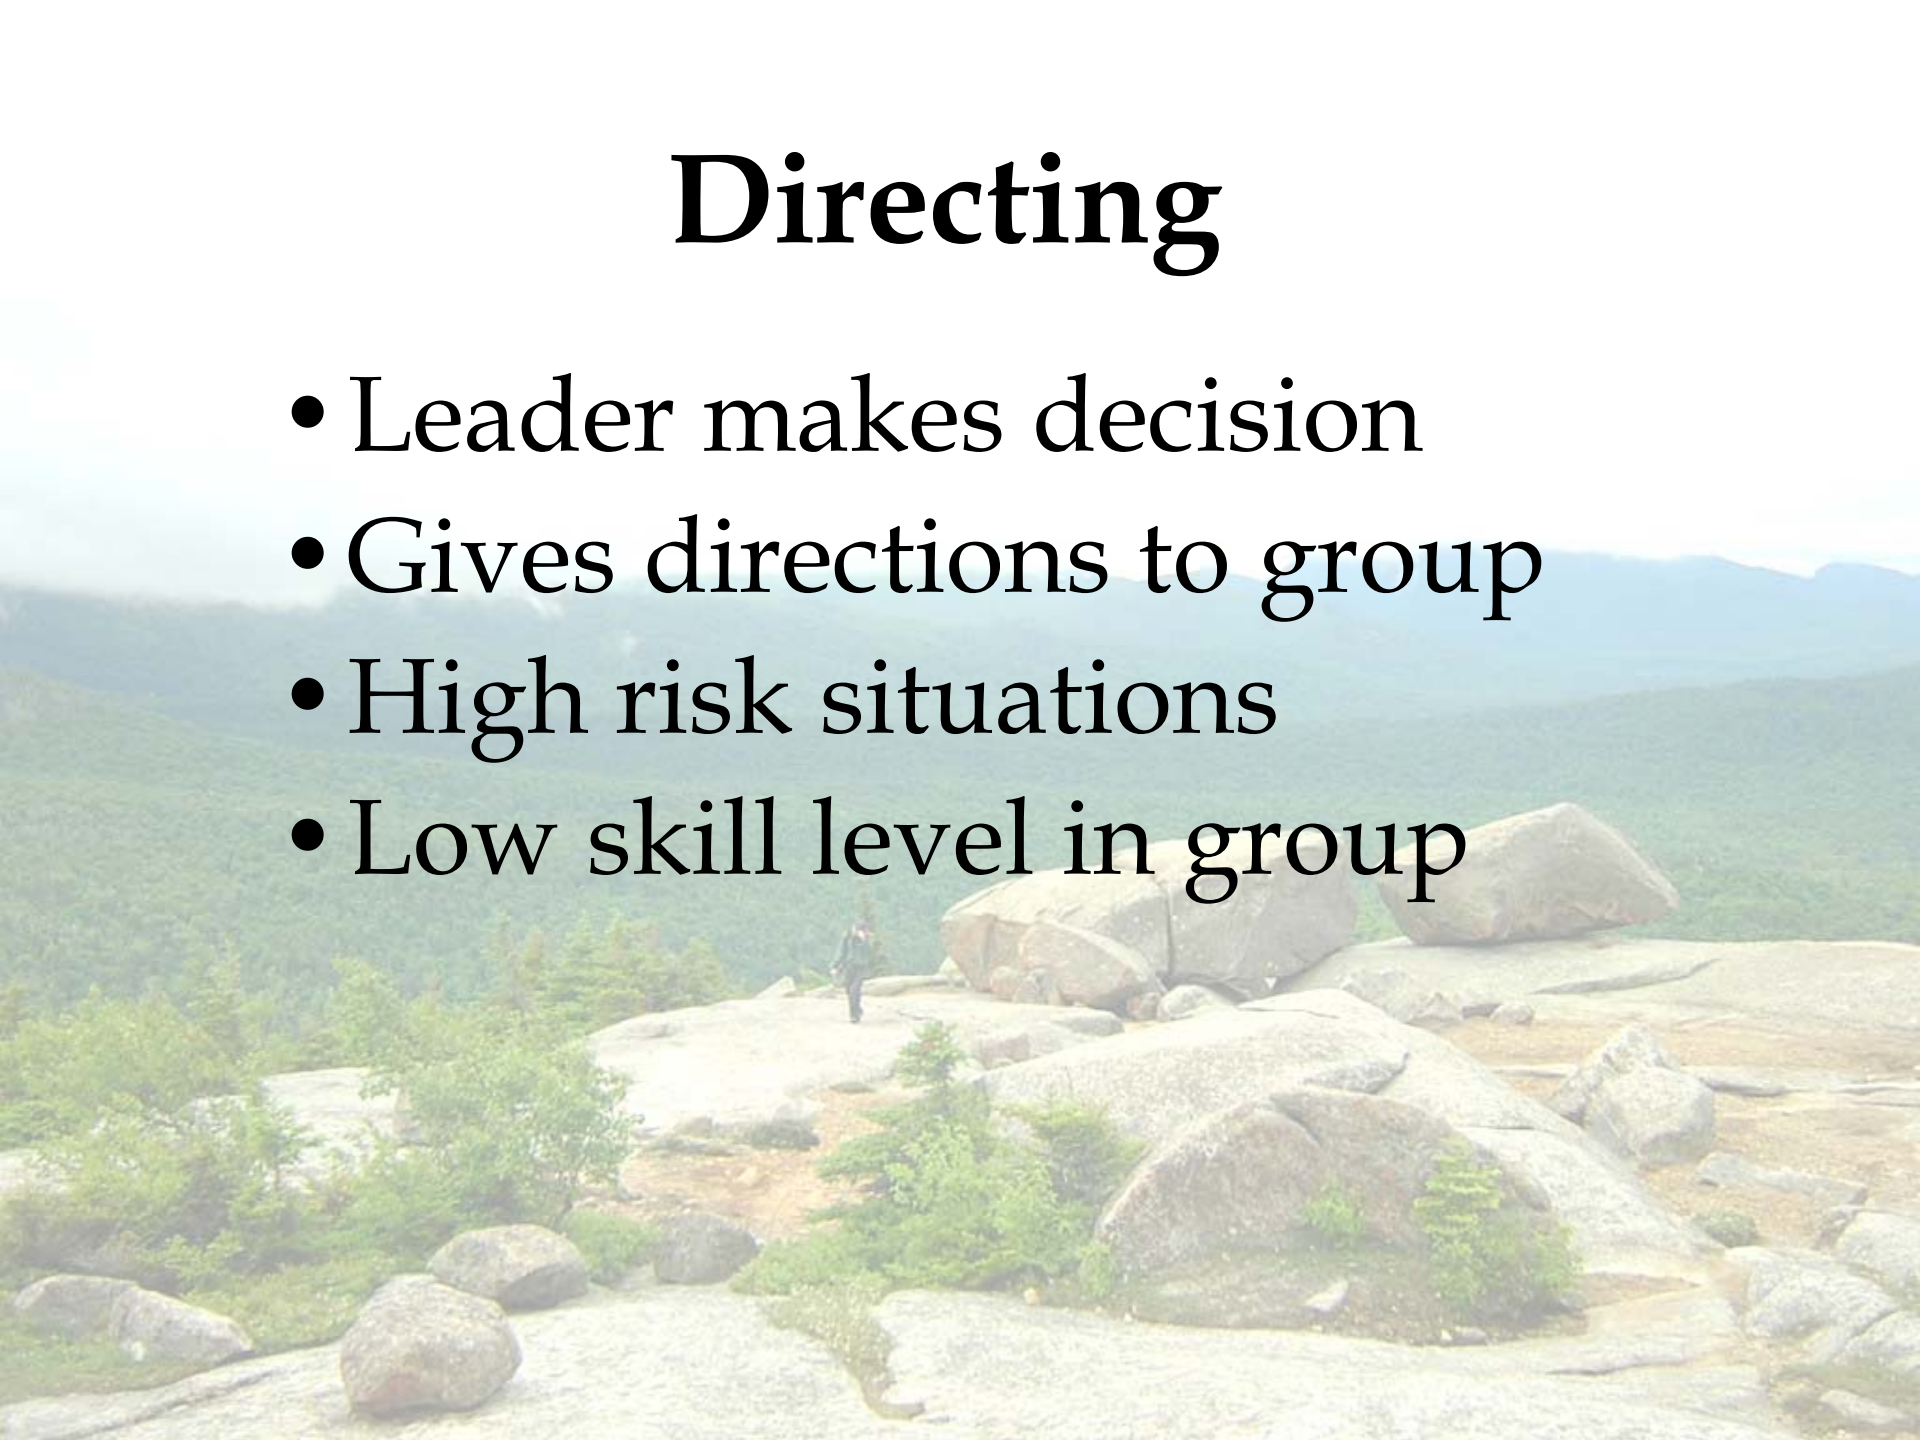 Directing
• Leader makes decision
• Gives directions to group
• High risk situations
• Low skill level in group